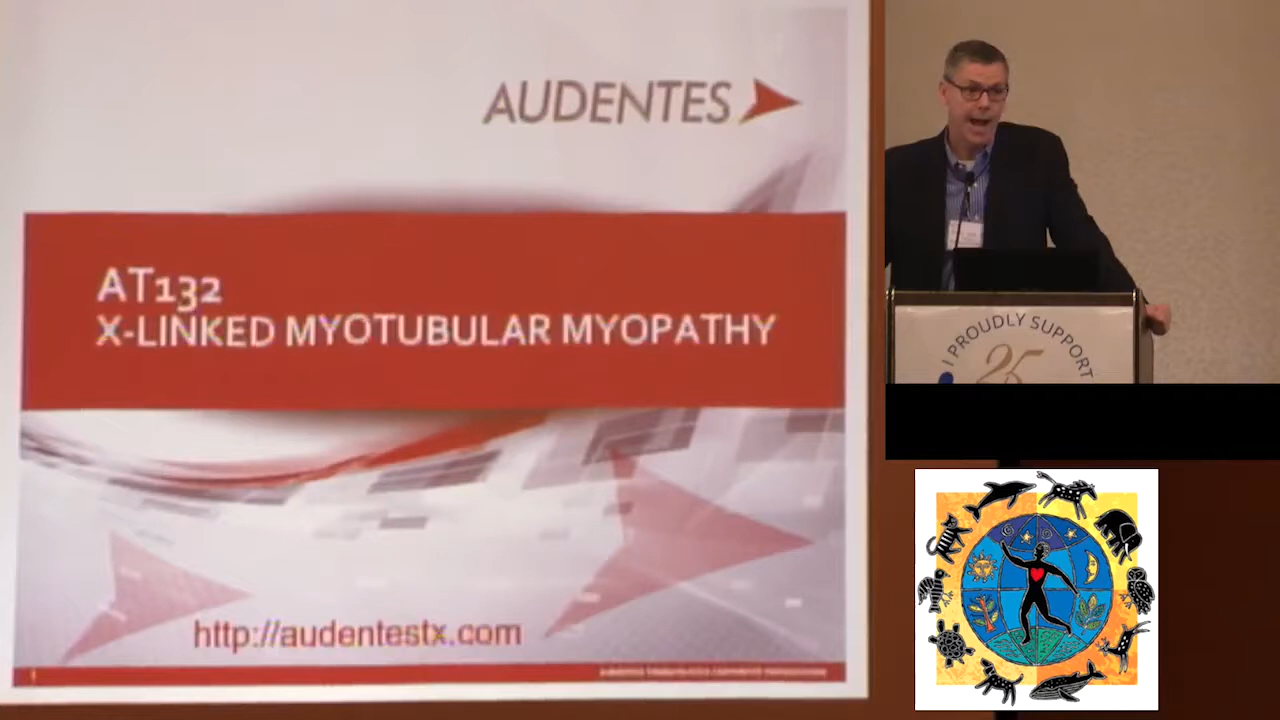 AUDENTES
AT132
X-LINKED MYOTUBULAR MYOPATHY
http://audentestx.com
I PROUDLY SUPPORT
25